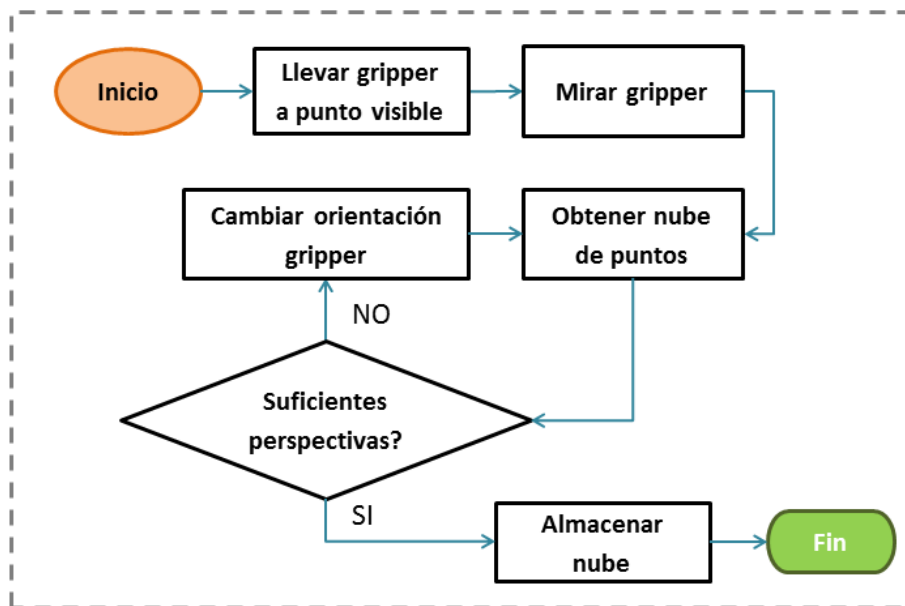 Inicio
Llevar gripper
a punto visible
Mirar gripper
Cambiar orientación
gripper
Obtener nube
de puntos
NO
Suficientes
perspectivas?
SI
Almacenar
nube
Fin